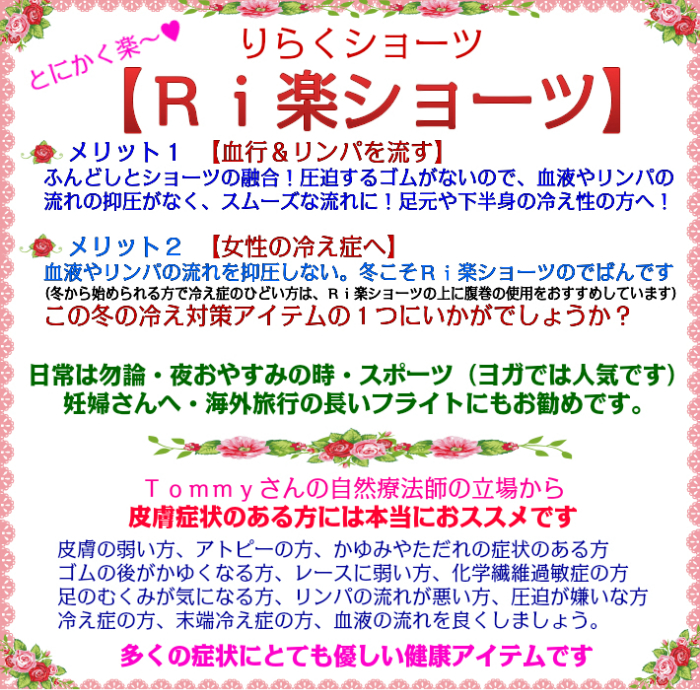 とにかく楽～♥
りらくショーツ
【Ｒｉ楽ショーツ】
メリット１ 【血行＆リンパを流す】
ふんどしとショーツの融合！圧迫するゴムがないので、血液やリンパの
流れの抑圧がなく、スムーズな流れに！足元や下半身の冷え性の方へ！
メリット２ 【女性の冷え症へ】
血液やリンパの流れを抑圧しない。冬こそＲｉ楽ショーツのでばんです
（冬から始められる方で冷え症のひどい方は、Ｒｉ楽ショーツの上に腹巻の使用をおすすめしています）
この冬の冷え対策アイテムの１つにいかがでしょうか？
日常は勿論・夜おやすみの時・スポーツ（ヨガでは人気です）
妊婦さんへ・海外旅行の長いフライトにもお勧めです。
Ｔｏｍｍｙさんの自然療法師の立場から
皮膚症状のある方には本当におススメです
皮膚の弱い方、アトピーの方、かゆみやただれの症状のある方
ゴムの後がかゆくなる方、レースに弱い方、化学繊維過敏症の方
足のむくみが気になる方、リンパの流れが悪い方、圧迫が嫌いな方
冷え症の方、末端冷え症の方、血液の流れを良くしましょう。
多くの症状にとても優しい健康アイテムです